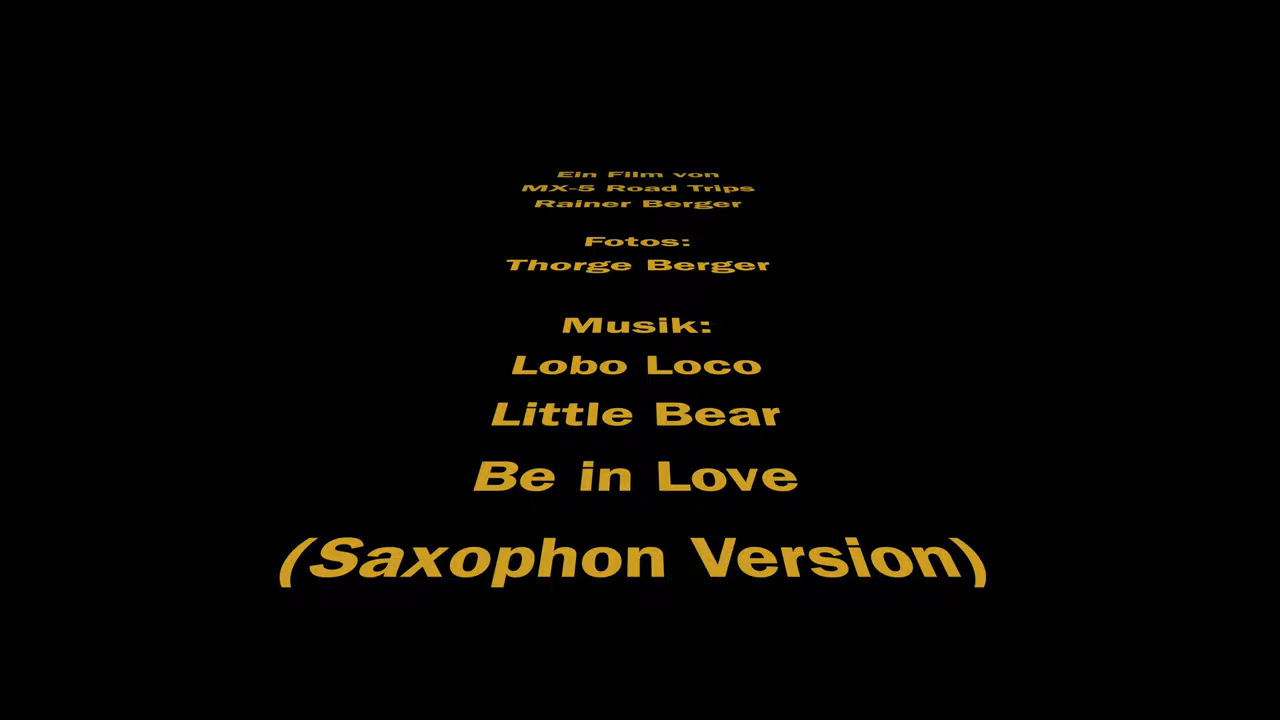 Ein Film von
MX-5 Road Trips
Rainer Berger
Fotos:
Thorge Berger
Musik:
Lobo Loco
Little Bear
Be in Love
(Saxophon Version)